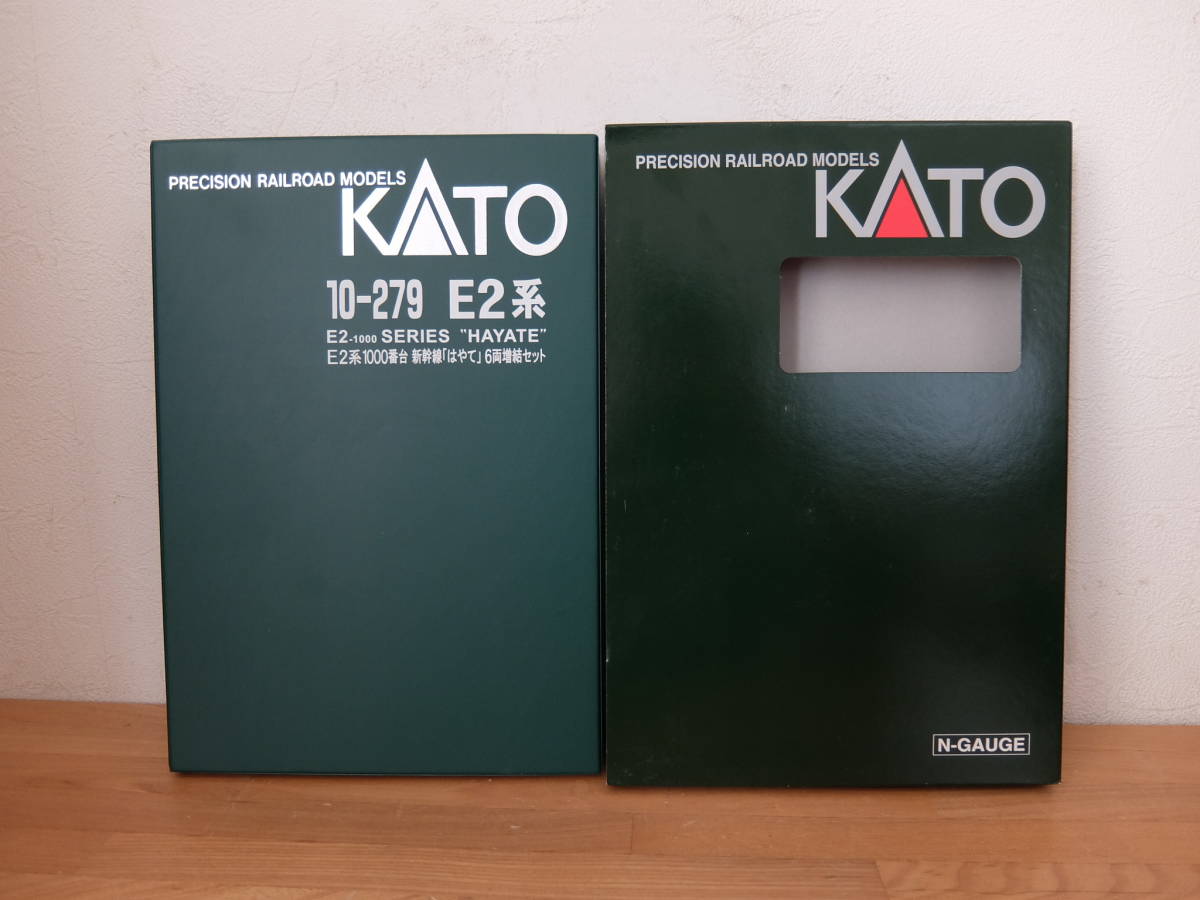 PRECISION RAILROAD MODELS
KATO
10-279 E2系
E2-1000 SERIES "HAYATE"
E2系1000番台 新幹線「はやて」6両増結セット
PRECISION RAILROAD MODELS
KATO
N-GAUGE